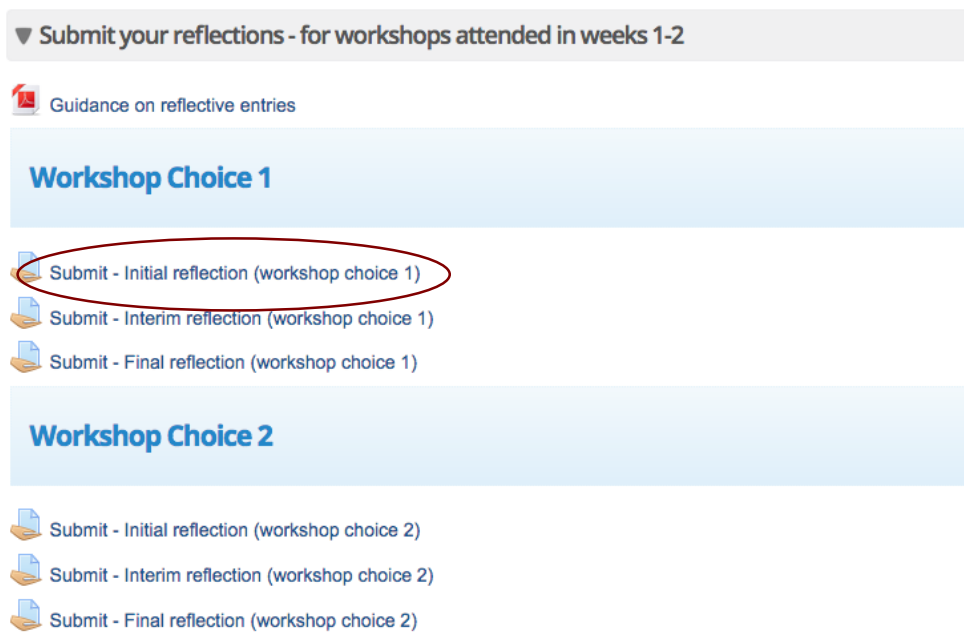 Submit your reflections - for workshops attended in weeks 1-2
Guidance on reflective entries
Workshop Choice 1
Submit - Initial reflection (workshop choice 1)
Submit - Interim reflection (workshop choice 1)
Submit - Final reflection (workshop choice 1)
Workshop Choice 2
Submit - Initial reflection (workshop choice 2)
Submit - Interim reflection (workshop choice 2)
Submit - Final reflection (workshop choice 2)